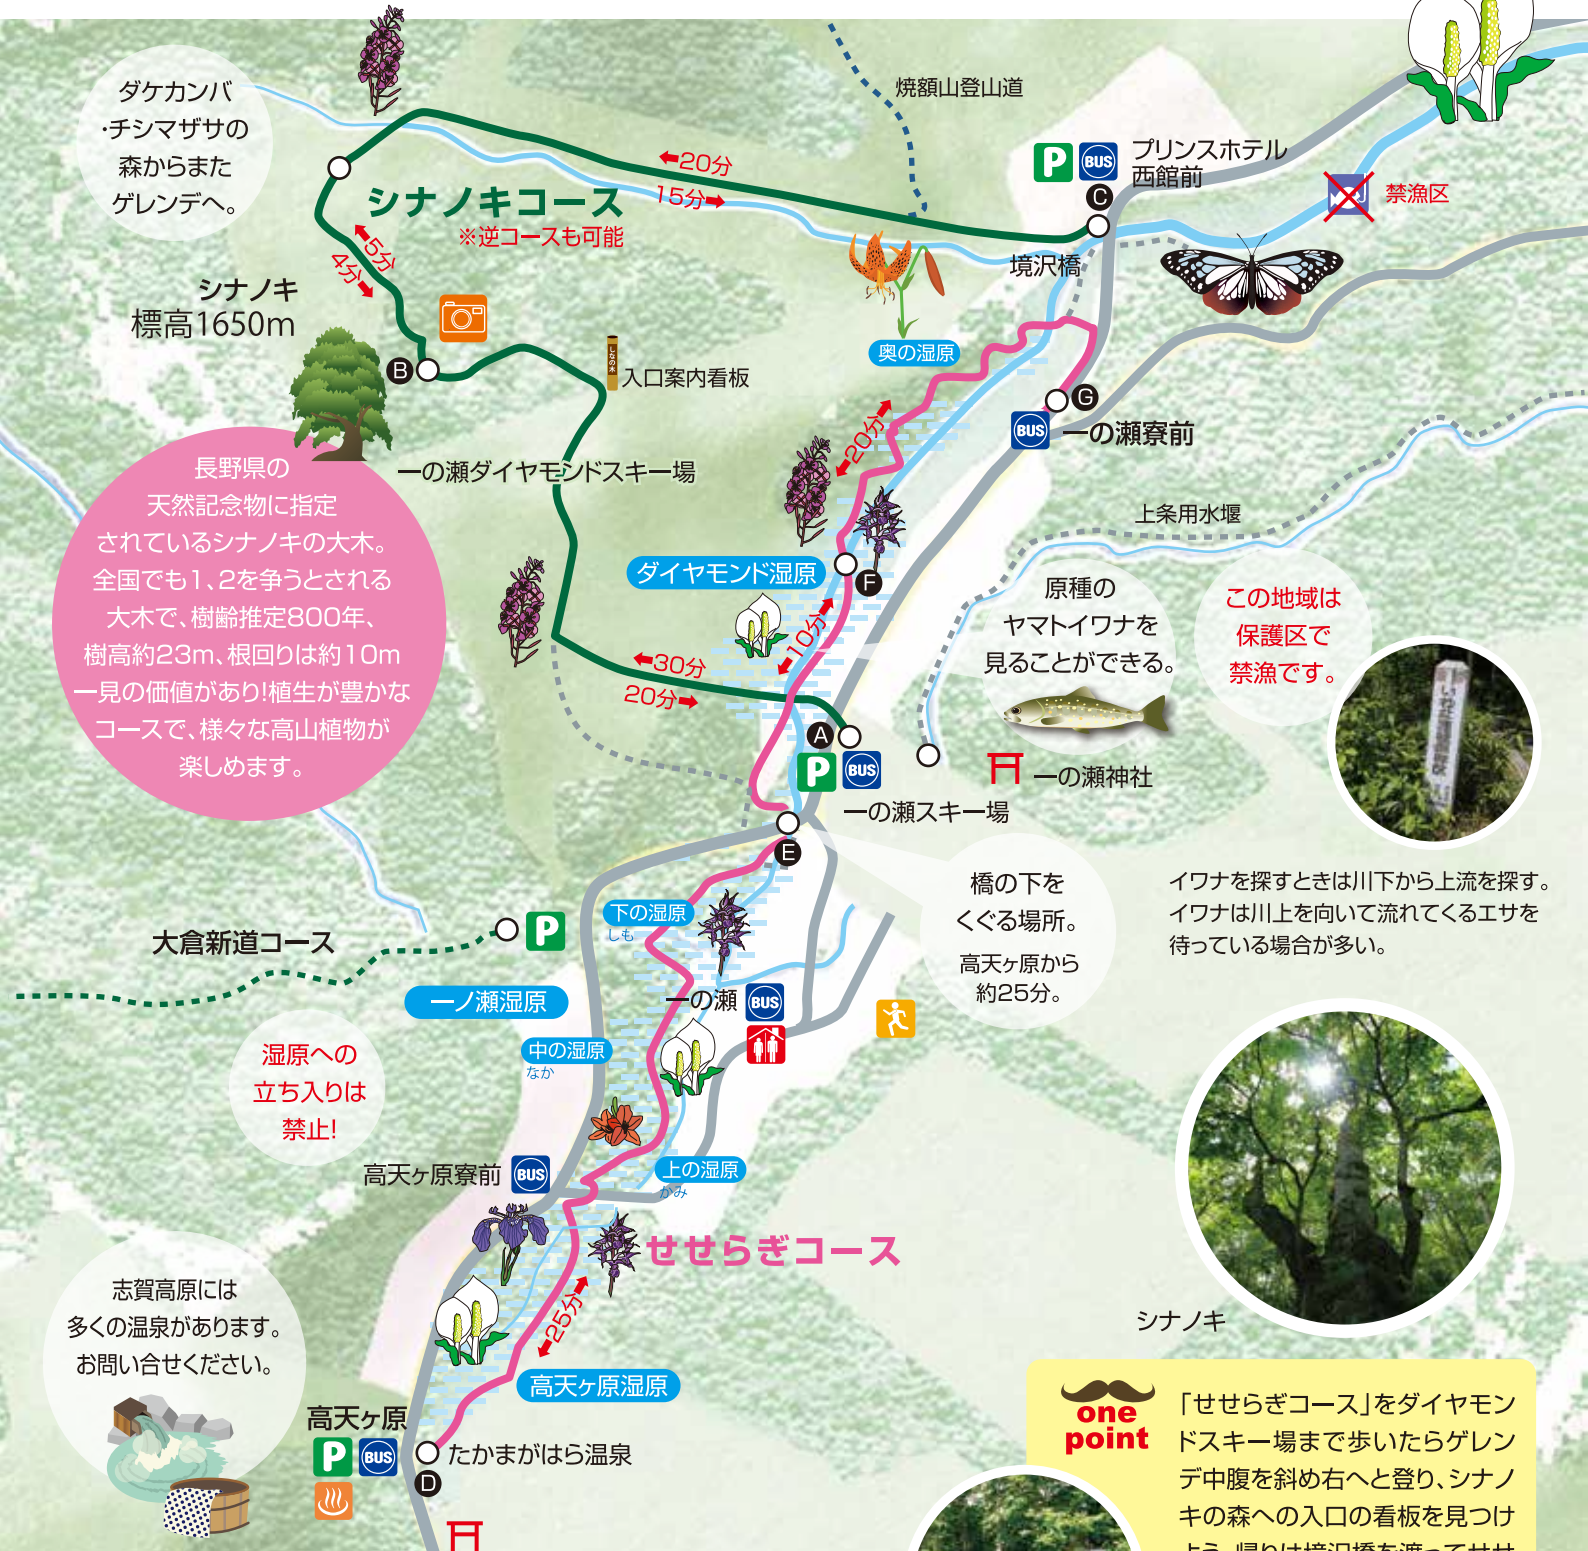 ダケカンバ
・チシマザサの
森からまた
ゲレンデへ。
焼額山登山道
P
BUS
プリンスホテル
西館前
C
禁漁区
20分
15分
シナノキコース
※逆コースも可能
境沢橋
5分
4分
シナノキ
標高1650m
B
しなの木
入口案内看板
奥の湿原
G
BUS
一の瀬寮前
20分
一の瀬ダイヤモンドスキー場
長野県の
天然記念物に指定
されているシナノキの大木。
全国でも1、2を争うとされる
大木で、樹齢推定800年、
樹高約23m、根回りは約10m
一見の価値があり!植生が豊かな
コースで、様々な高山植物が
楽しめます。
上条用水堰
ダイヤモンド湿原
F
原種の
ヤマトイワナを
見ることができる。
この地域は
保護区で
禁漁です。
10分
30分
20分
A
P
BUS
一の瀬スキー場
一の瀬神社
E
橋の下を
くぐる場所。
高天ヶ原から
約25分。
イワナを探すときは川下から上流を探す。
イワナは川上を向いて流れてくるエサを
待っている場合が多い。
下の湿原
しも
大倉新道コース
P
一ノ瀬湿原
一の瀬
BUS
中の湿原
なか
湿原への
立ち入りは
禁止!
高天ヶ原寮前
BUS
上の湿原
かみ
せせらぎコース
25分
志賀高原には
多くの温泉があります。
お問い合せください。
シナノキ
高天ヶ原湿原
高天ヶ原
P
BUS
たかまがはら温泉
D
one
point
「せせらぎコース」をダイヤモン
ドスキー場まで歩いたらゲレン
デ中腹を斜め右へと登り、シナノ
キの森への入口の看板を見つけ
よう。帰りは境沢橋を渡ってせせ